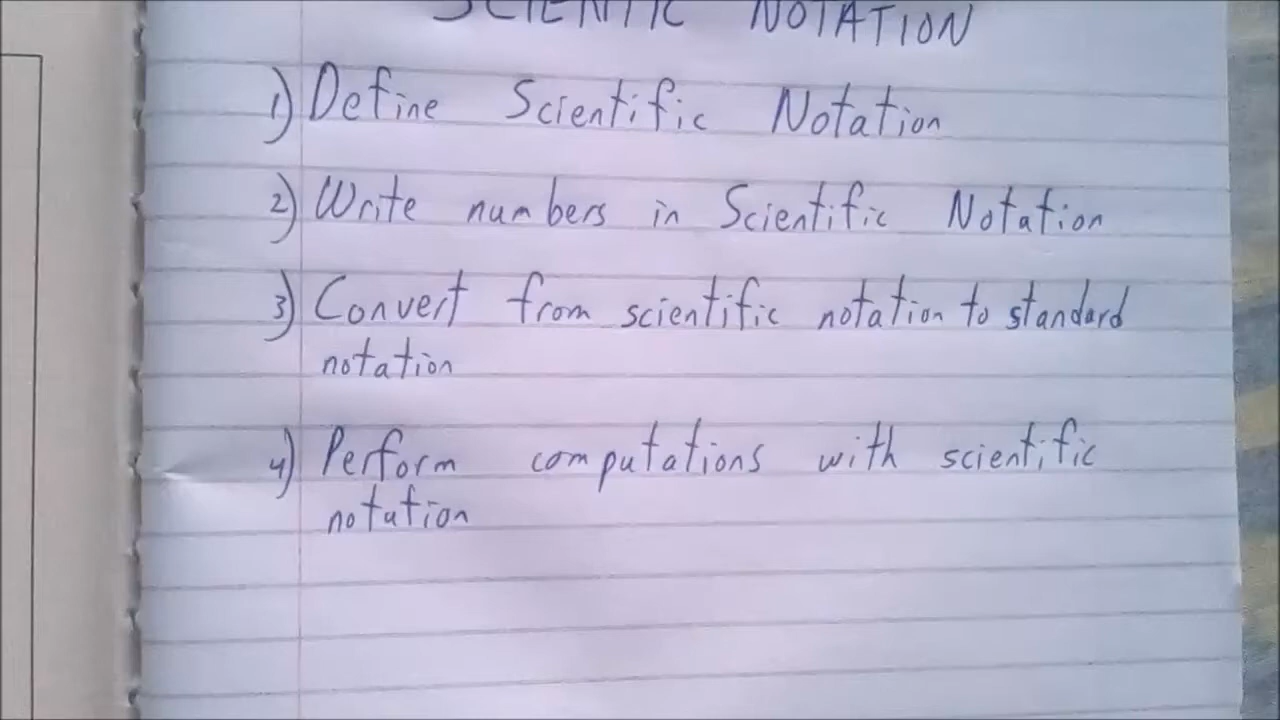 SCIENTIC NOTATION
1) Define Scientific Notation
2) Write numbers in Scientific Notation
3) Convert from scientific notation to standard
notation
4) Perform computations with scientific
notation